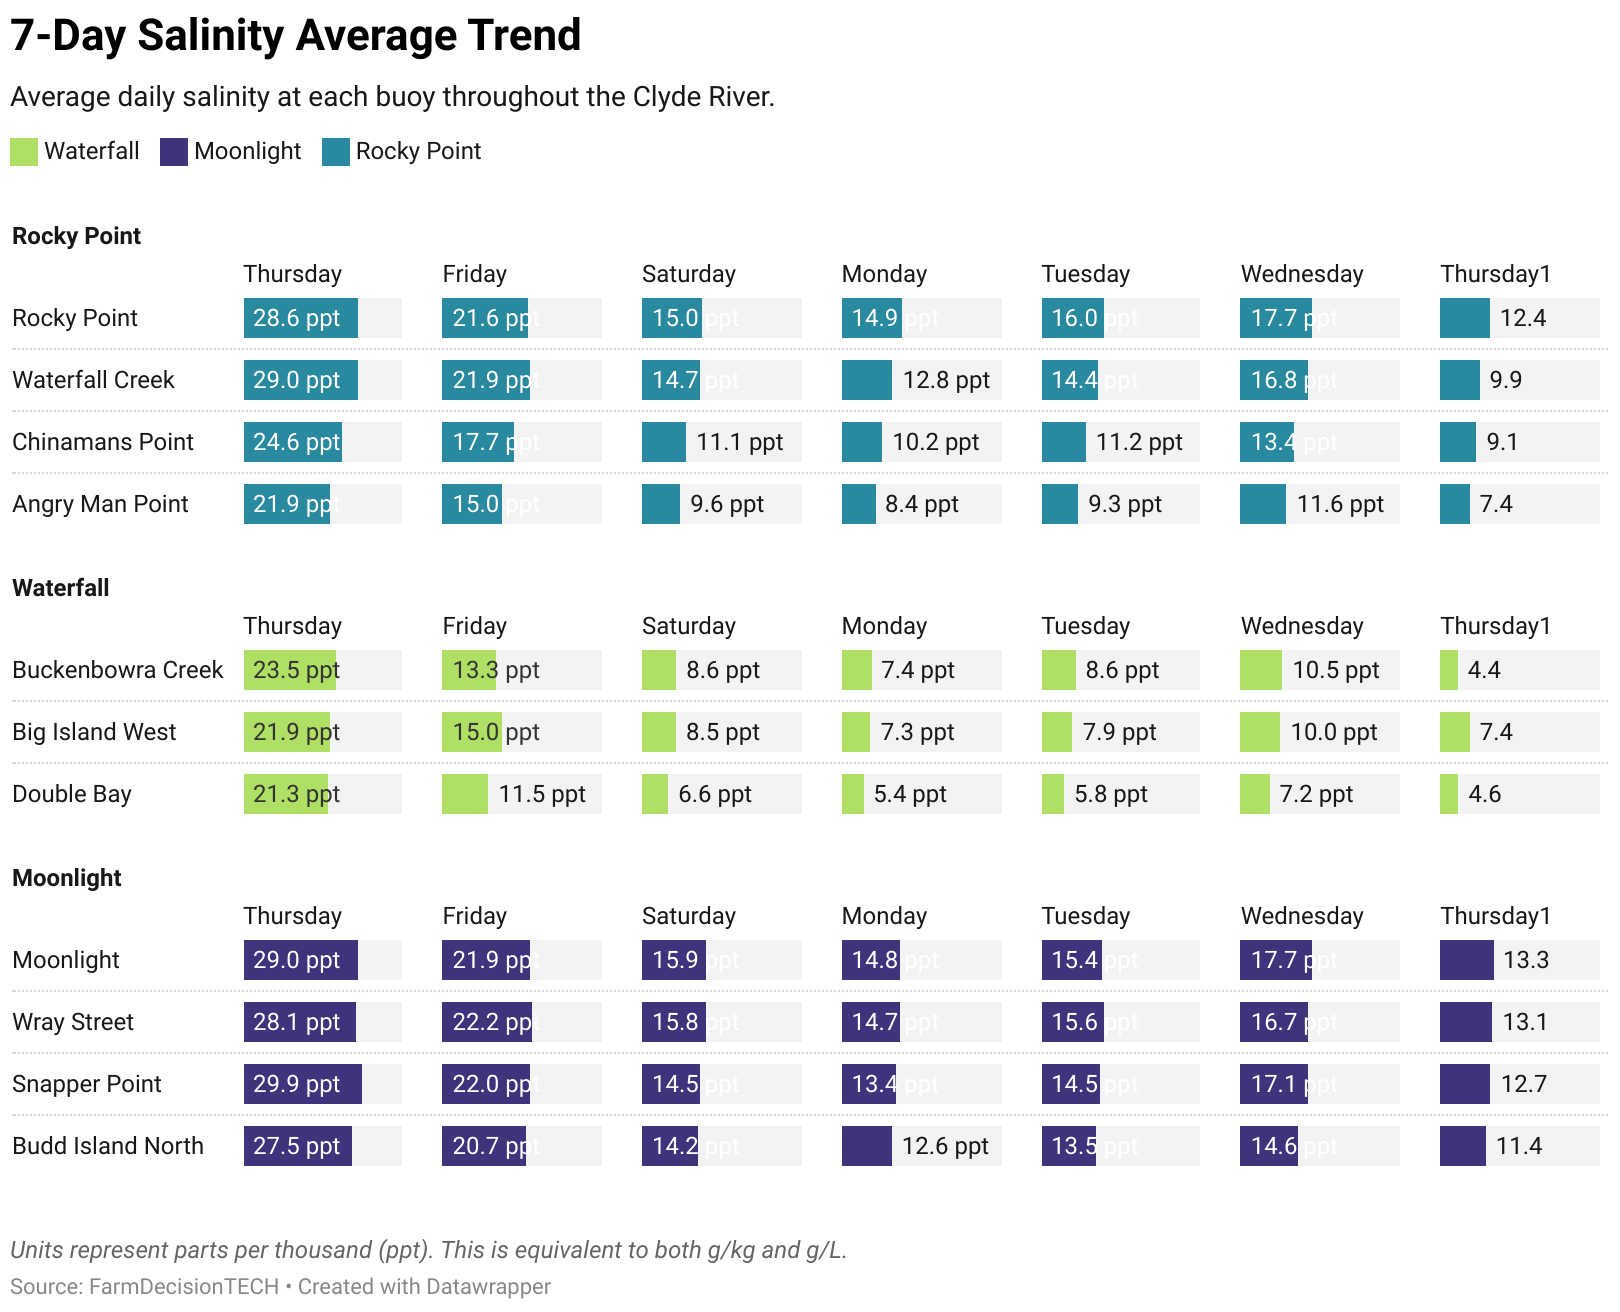 7-Day Salinity Average Trend
Average daily salinity at each buoy throughout the Clyde River.
Waterfall Moonlight Rocky Point
Rocky Point
Thursday Friday Saturday Monday Tuesday Wednesday Thursday1
Rocky Point 28.6 ppt 21.6 ppt 15.0 ppt 14.9 ppt 16.0 ppt 17.7 ppt 12.4
Waterfall Creek 29.0 ppt 21.9 ppt 14.7 ppt 12.8 ppt 14.4 ppt 16.8 ppt 9.9
Chinamans Point 24.6 ppt 17.7 ppt 11.1 ppt 10.2 ppt 11.2 ppt 13.4 ppt 9.1
Angry Man Point 21.9 ppt 15.0 ppt 9.6 ppt 8.4 ppt 9.3 ppt 11.6 ppt 7.4
Waterfall
Thursday Friday Saturday Monday Tuesday Wednesday Thursday1
Buckenbowra Creek 23.5 ppt 13.3 ppt 8.6 ppt 7.4 ppt 8.6 ppt 10.5 ppt 4.4
Big Island West 21.9 ppt 15.0 ppt 8.5 ppt 7.3 ppt 7.9 ppt 10.0 ppt 7.4
Double Bay 21.3 ppt 11.5 ppt 6.6 ppt 5.4 ppt 5.8 ppt 7.2 ppt 4.6
Moonlight
Thursday Friday Saturday Monday Tuesday Wednesday Thursday1
Moonlight 29.0 ppt 21.9 ppt 15.9 ppt 14.8 ppt 15.4 ppt 17.7 ppt 13.3
Wray Street 28.1 ppt 22.2 ppt 15.8 ppt 14.7 ppt 15.6 ppt 16.7 ppt 13.1
Snapper Point 29.9 ppt 22.0 ppt 14.5 ppt 13.4 ppt 14.5 ppt 17.1 ppt 12.7
Budd Island North 27.5 ppt 20.7 ppt 14.2 ppt 12.6 ppt 13.5 ppt 14.6 ppt 11.4
Units represent parts per thousand (ppt). This is equivalent to both g/kg and g/L.
Source: FarmDecisionTECH • Created with Datawrapper